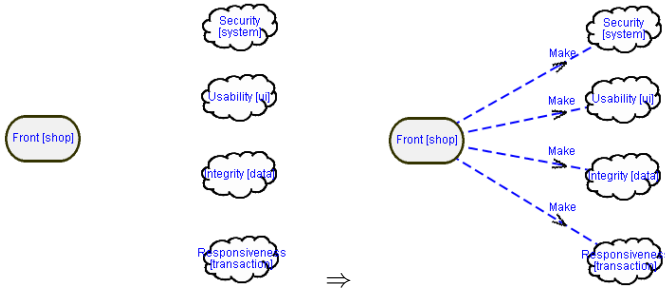 Security
[system]
Usability [ui]
Front [shop]
Integrity [data]
Responsiveness
[transaction]
⇒
Security
[system]
Make
Usability [ui]
Make
Front [shop]
Make
Integrity [data]
Make
Responsiveness
[transaction]